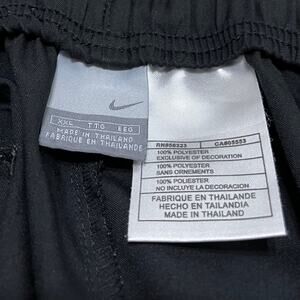 XXL TTG EEG
MADE IN THAILAND
FABRIQUE EN THAILANDE
RN056323 CA05553
100% POLYESTER
EXCLUSIVE OF DECORATION
100% POLYESTER
SANS ORNEMENTS
100% POLIESTER
NO INCLUYE LA DECORACION
FABRIQUE EN THAILANDE
HECHO EN TAILANDIA
MADE IN THAILAND